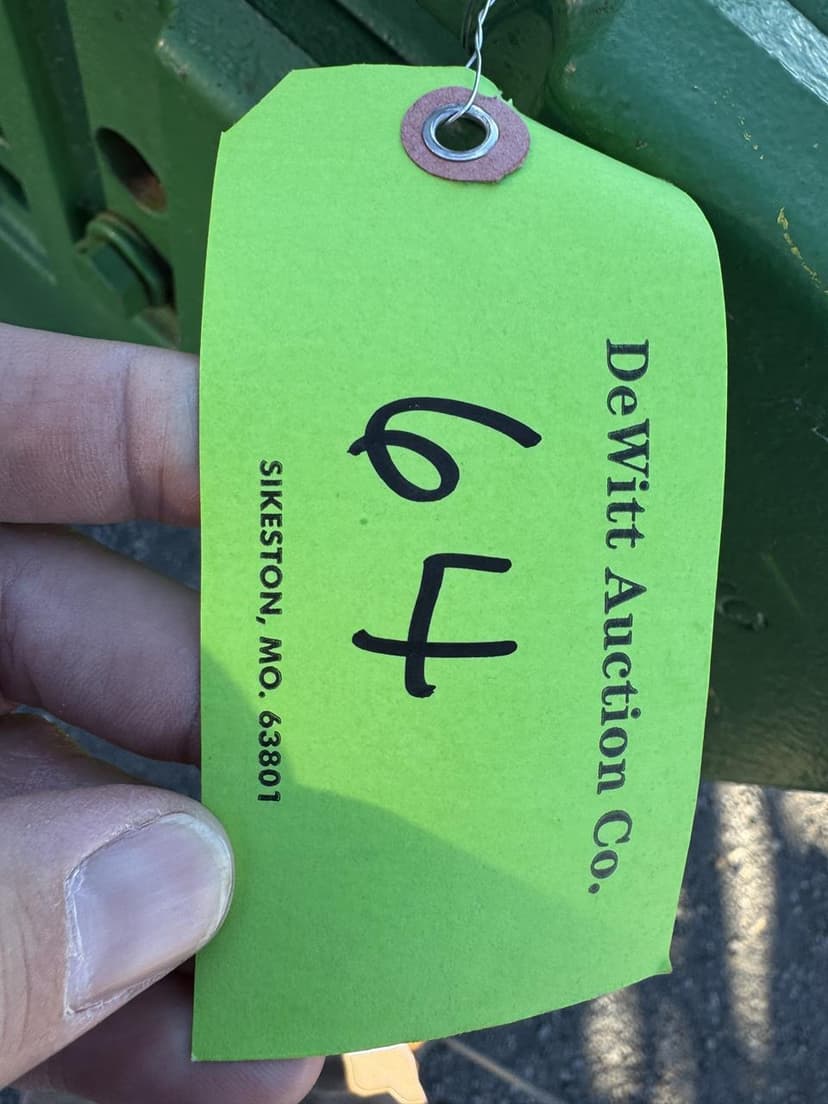 DeWitt Auction Co.
64
SIKESTON, MO. 63801